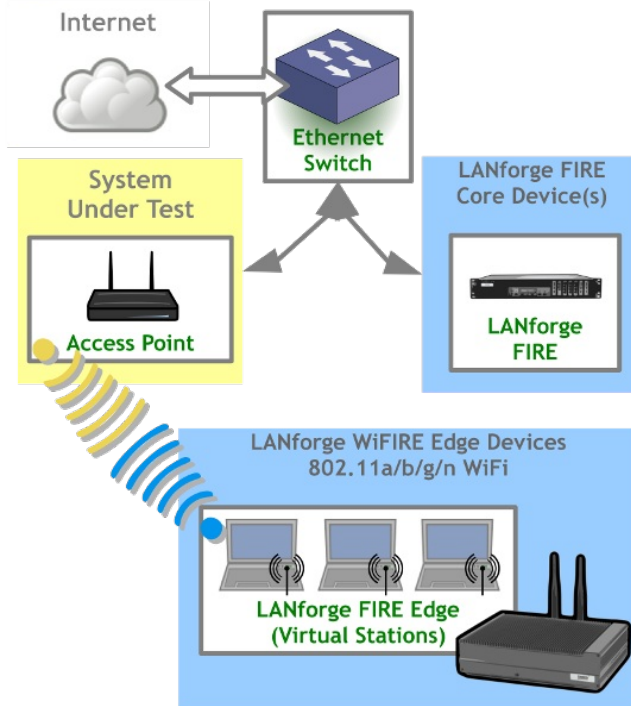 Internet
Ethernet
Switch
System
Under Test
Access Point
LANforge FIRE
Core Device(s)
LANforge
FIRE
LANforge WiFIRE Edge Devices
802.11a/b/g/n WiFi
LANforge FIRE Edge
(Virtual Stations)